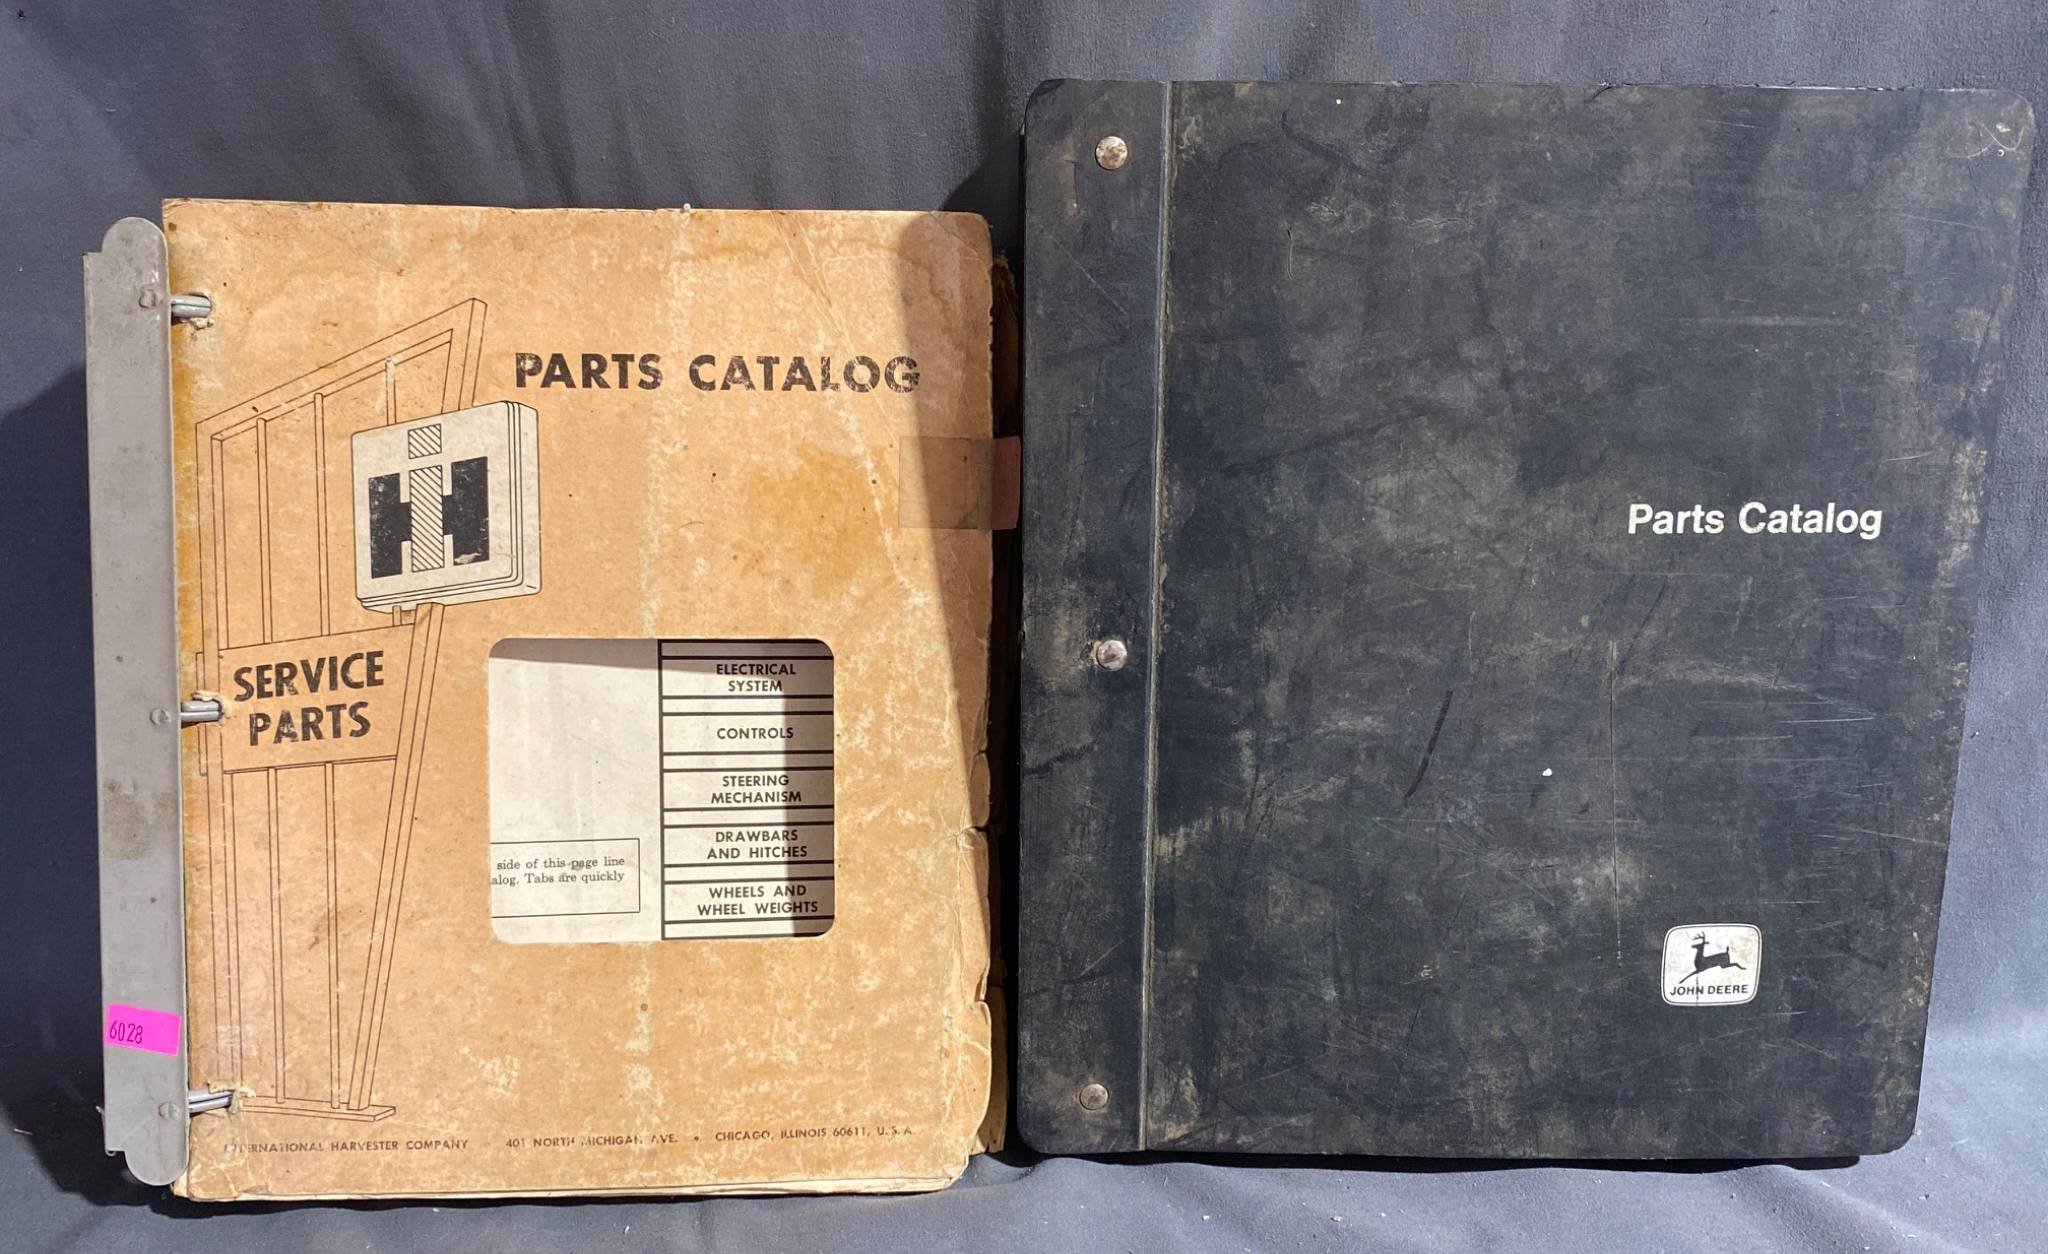 PARTS CATALOG
IH
SERVICE
PARTS
ELECTRICAL
SYSTEM
CONTROLS
STEERING
MECHANISM
DRAWBARS
AND HITCHES
WHEELS AND
WHEEL WEIGHTS
side of this page line
alog. Tabs are quickly
6028
INTERNATIONAL HARVESTER COMPANY • 401 NORTH MICHIGAN AVE. • CHICAGO, ILLINOIS 60611, U.S.A.
Parts Catalog
JOHN DEERE